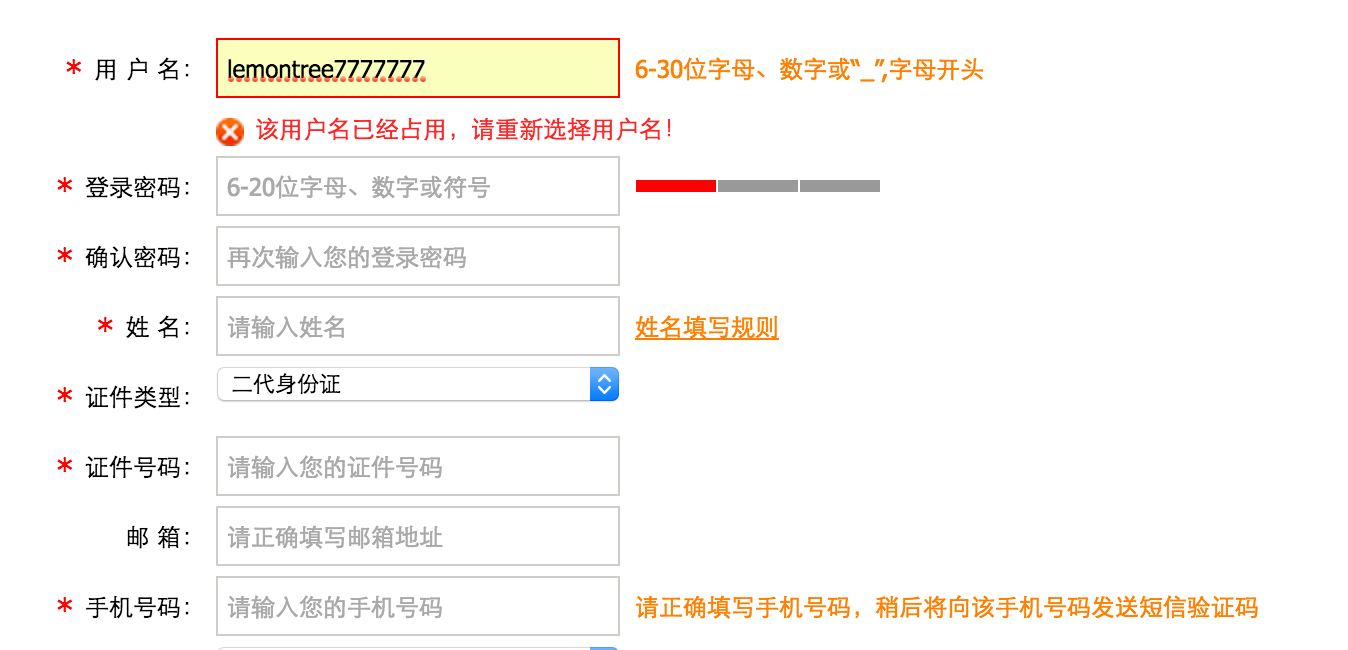 * 用 户 名： lemontree7777777 6-30位字母、数字或“_”,字母开头
该用户名已经占用，请重新选择用户名！
* 登录密码： 6-20位字母、数字或符号
* 确认密码： 再次输入您的登录密码
* 姓 名： 请输入姓名 姓名填写规则
* 证件类型： 二代身份证
* 证件号码： 请输入您的证件号码
邮 箱： 请正确填写邮箱地址
* 手机号码： 请输入您的手机号码 请正确填写手机号码，稍后将向该手机号码发送短信验证码